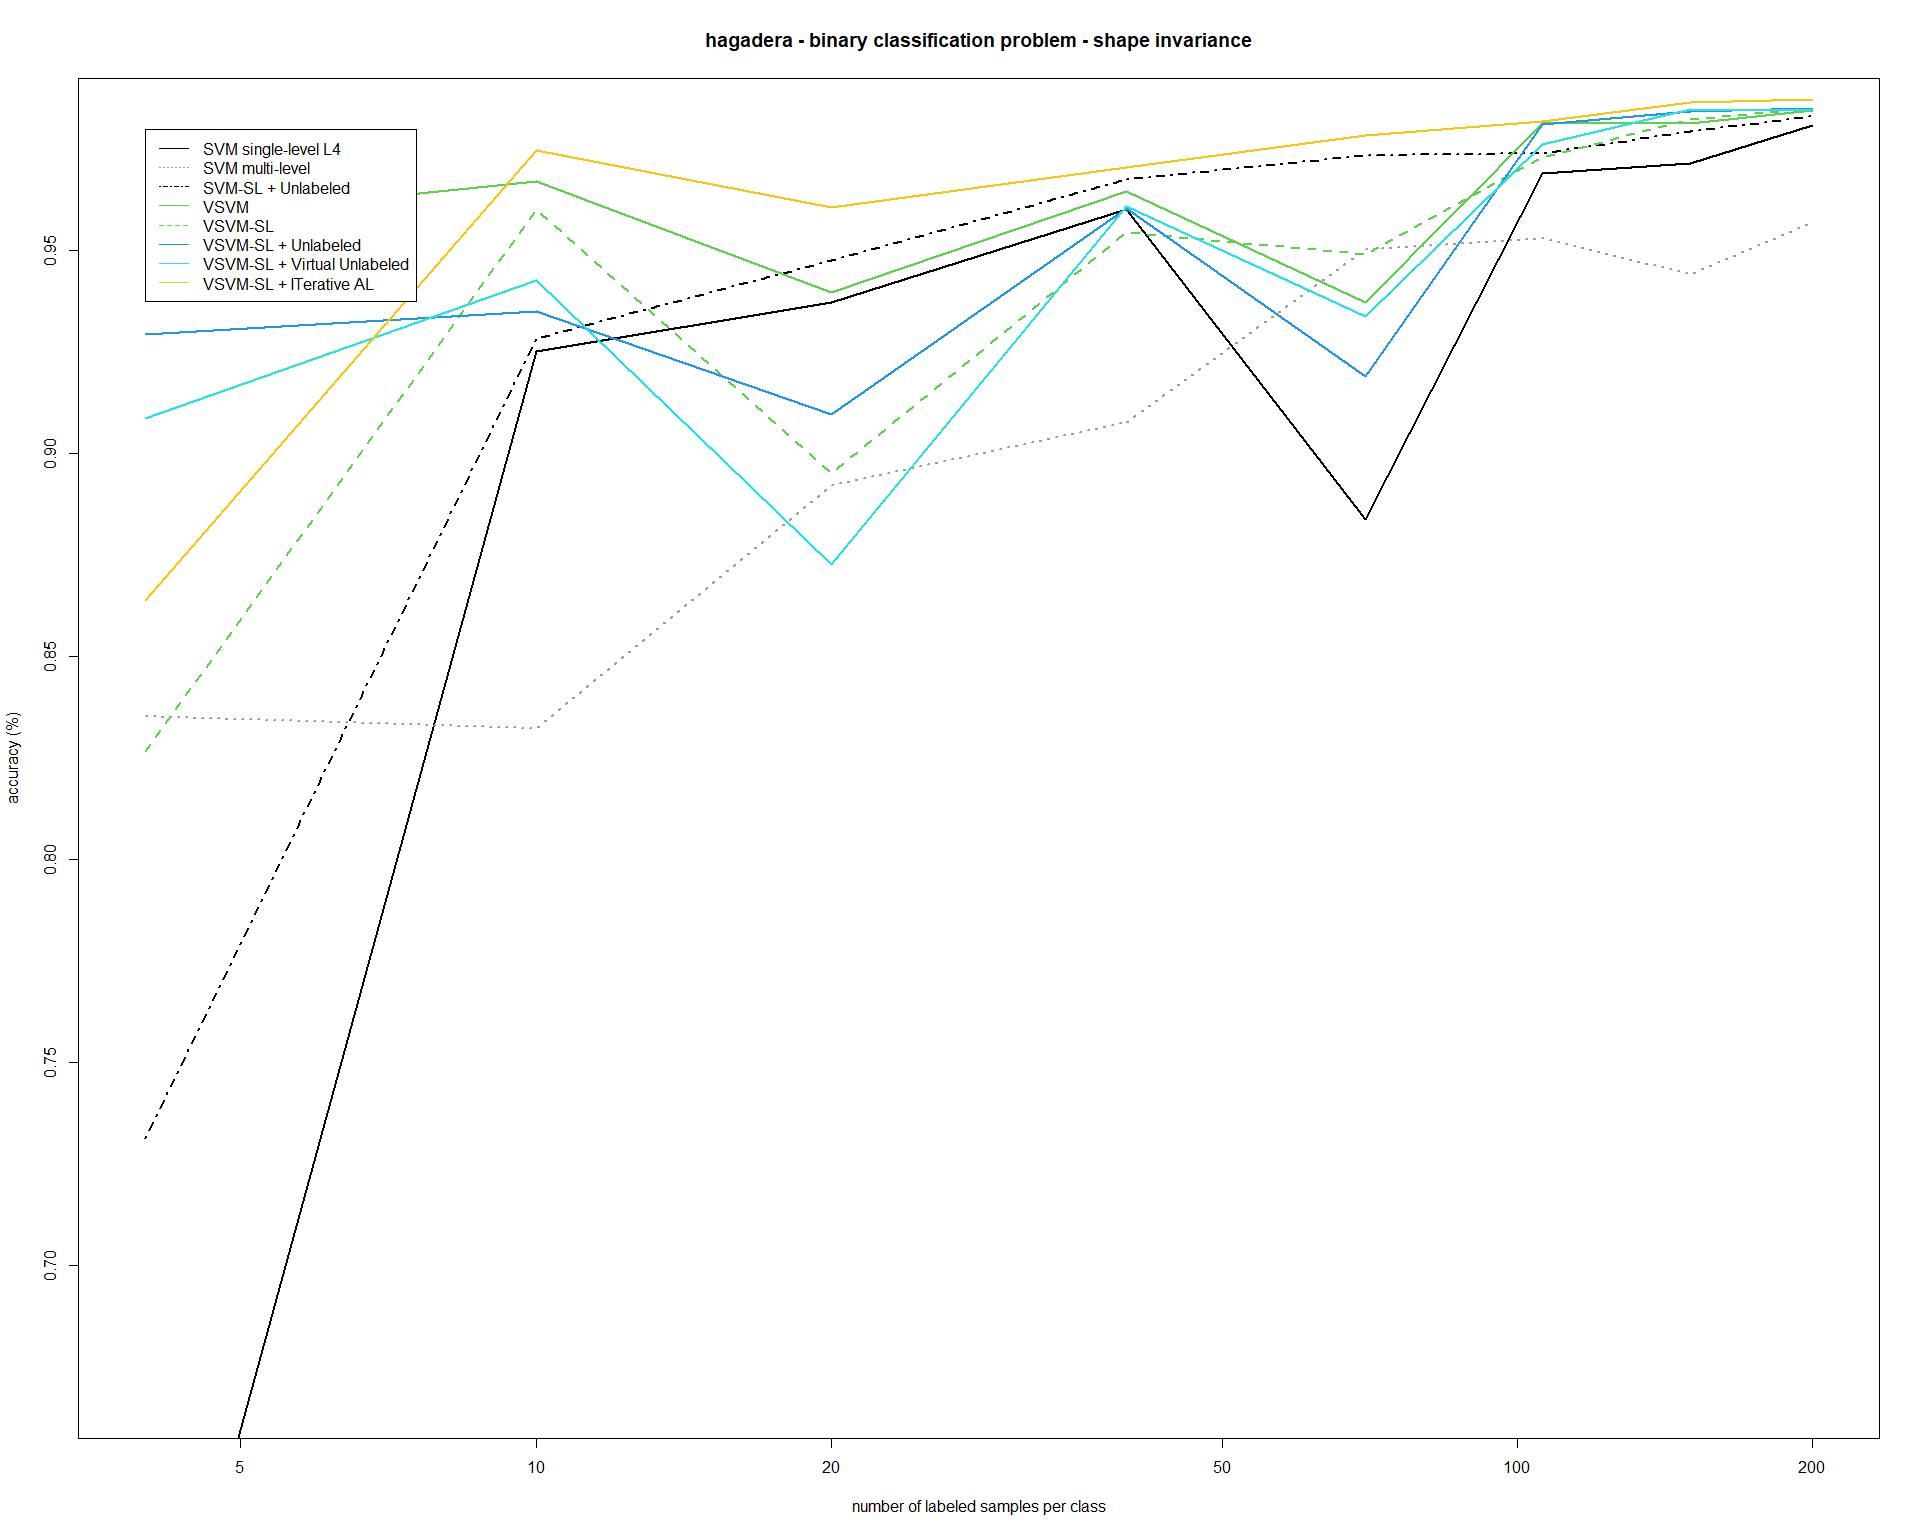 hagadera - binary classification problem - shape invariance
SVM single-level L4
SVM multi-level
SVM-SL + Unlabeled
VSVM
VSVM-SL
VSVM-SL + Unlabeled
VSVM-SL + Virtual Unlabeled
VSVM-SL + ITerative AL
0.95
0.90
0.85
0.80
0.75
0.70
accuracy (%)
5 10 20 50 100 200
number of labeled samples per class